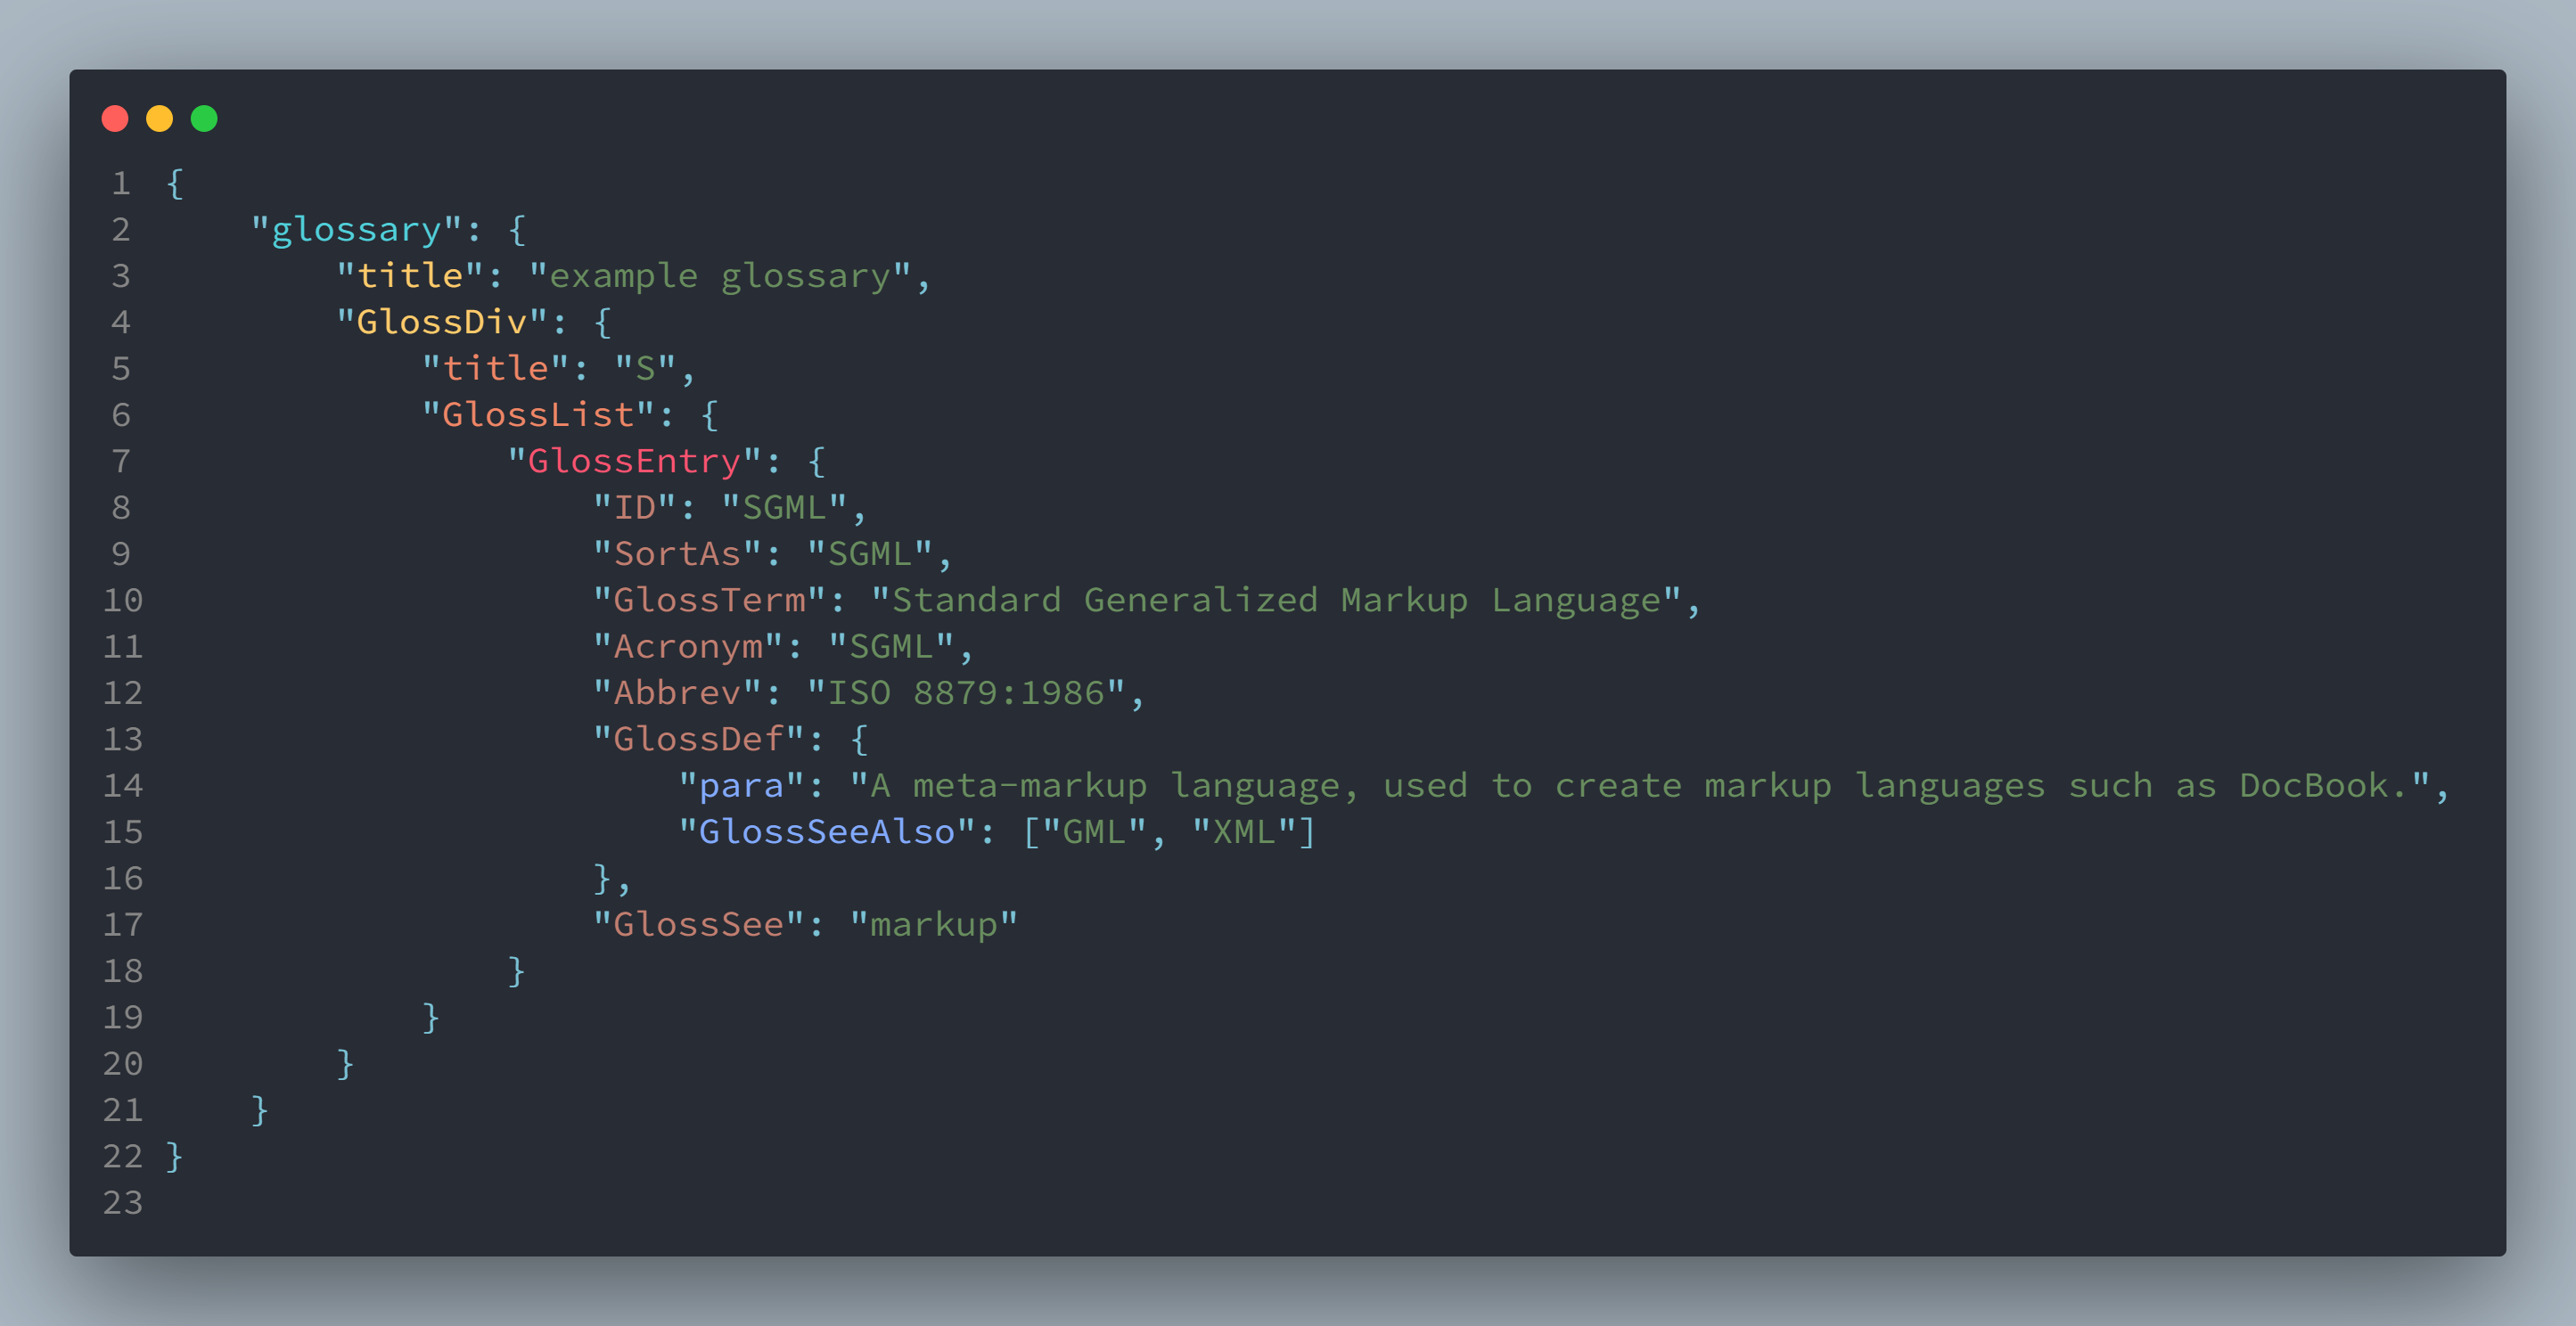 1 {
2     "glossary": {
3         "title": "example glossary",
4         "GlossDiv": {
5             "title": "S",
6             "GlossList": {
7                 "GlossEntry": {
8                     "ID": "SGML",
9                     "SortAs": "SGML",
10                     "GlossTerm": "Standard Generalized Markup Language",
11                     "Acronym": "SGML",
12                     "Abbrev": "ISO 8879:1986",
13                     "GlossDef": {
14                         "para": "A meta-markup language, used to create markup languages such as DocBook.",
15                         "GlossSeeAlso": ["GML", "XML"]
16                     },
17                     "GlossSee": "markup"
18                 }
19             }
20         }
21     }
22 }
23